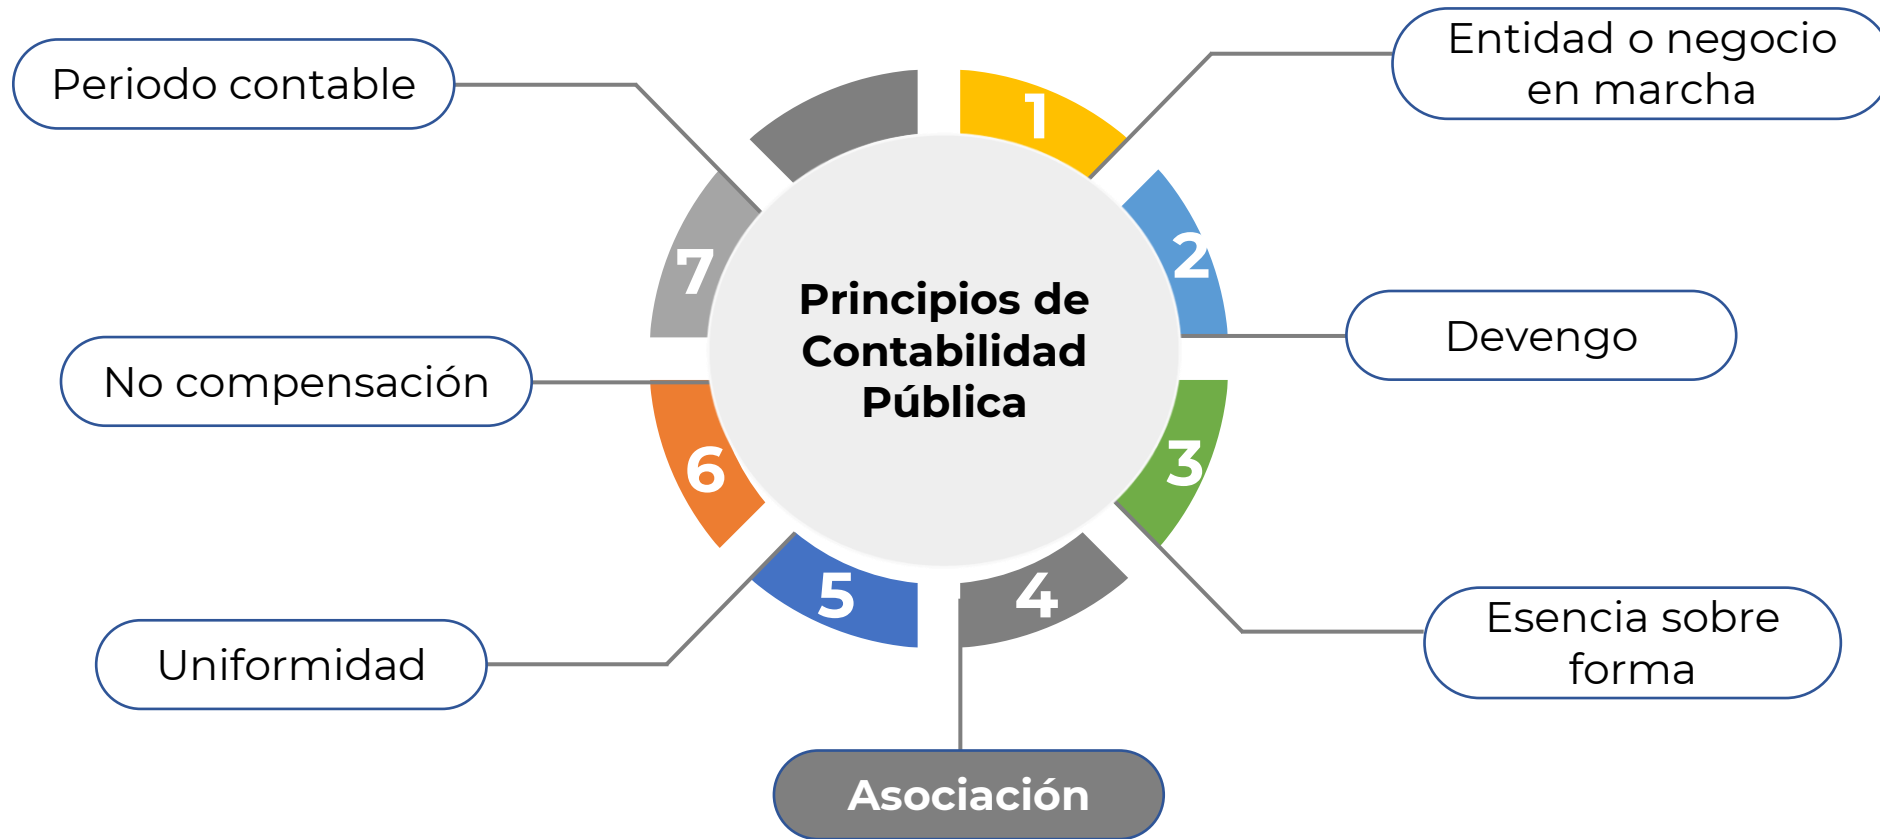 Principios de
Contabilidad
Pública
1
Entidad o negocio
en marcha
2
Devengo
3
Esencia sobre
forma
4
Asociación
5
Uniformidad
6
No compensación
7
Periodo contable